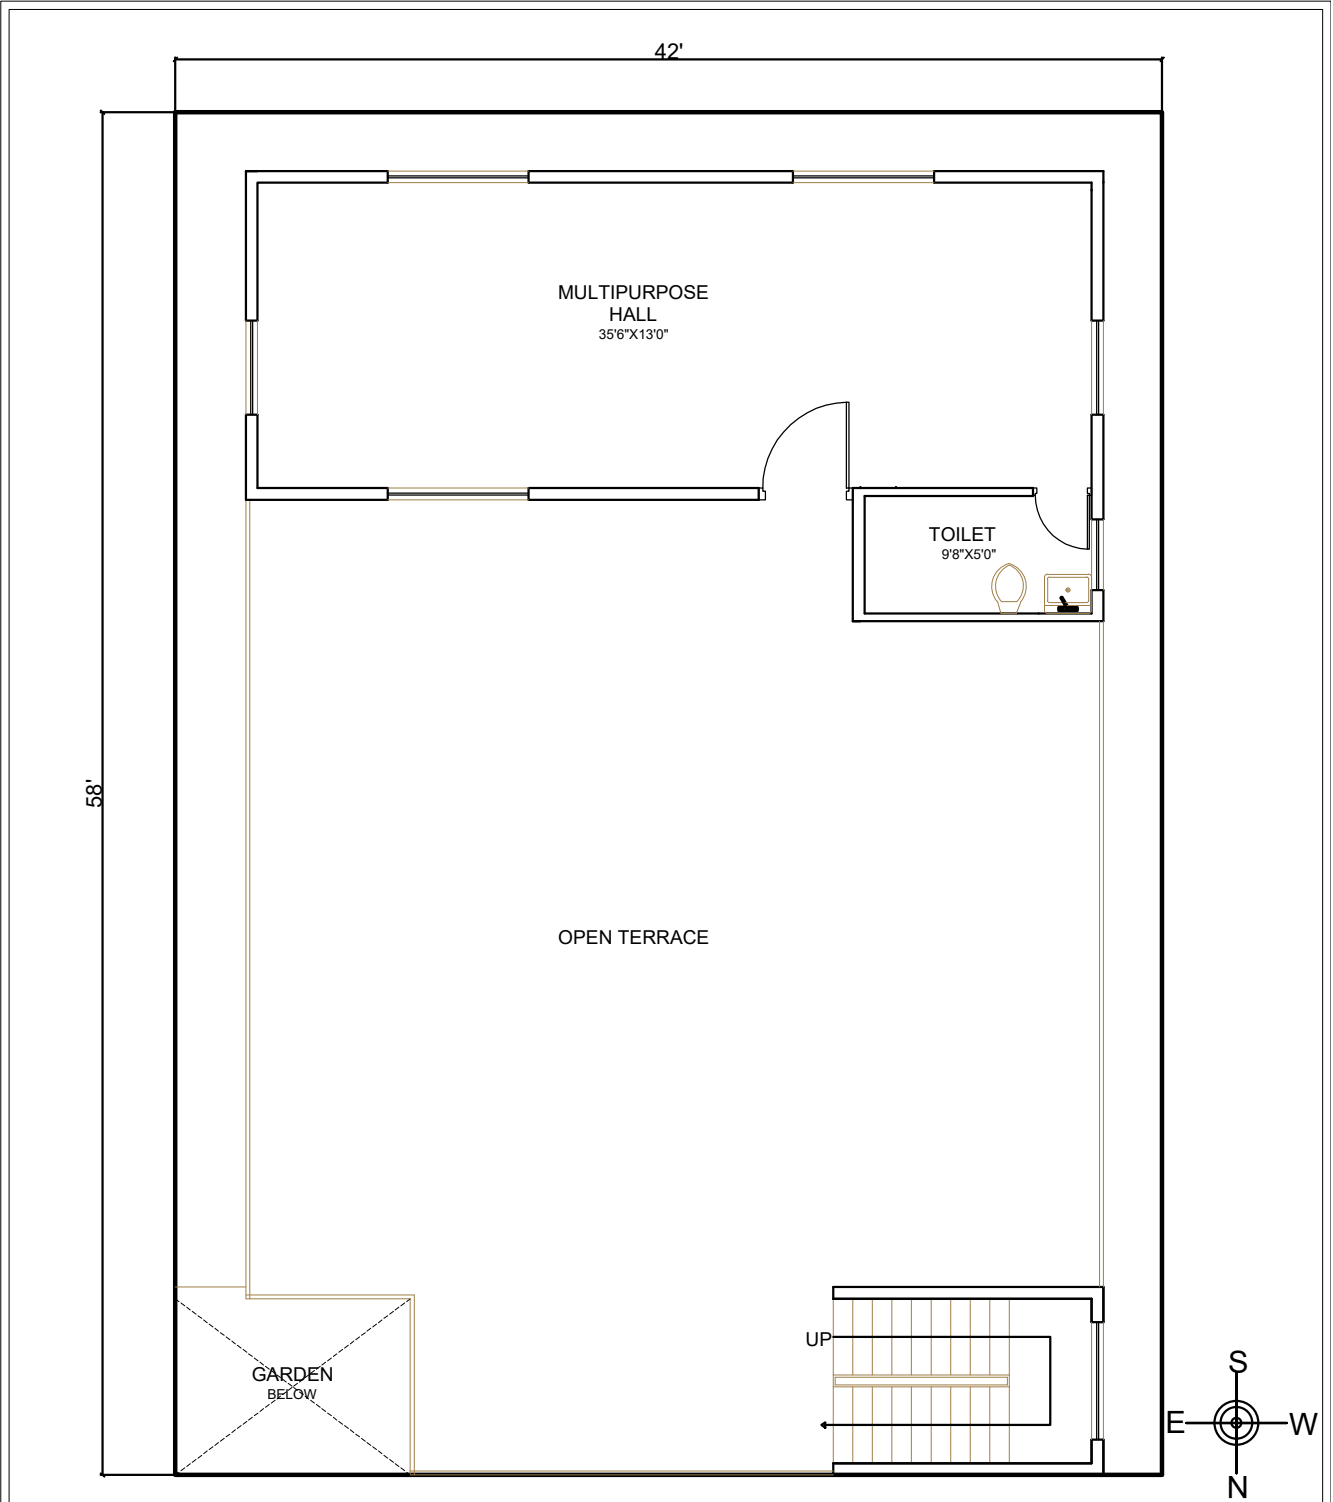 42'
MULTIPURPOSE
HALL
35'6"X13'0"
TOILET
9'8"X5'0"
58'
OPEN TERRACE
UP
GARDEN
BELOW
S
E
W
N